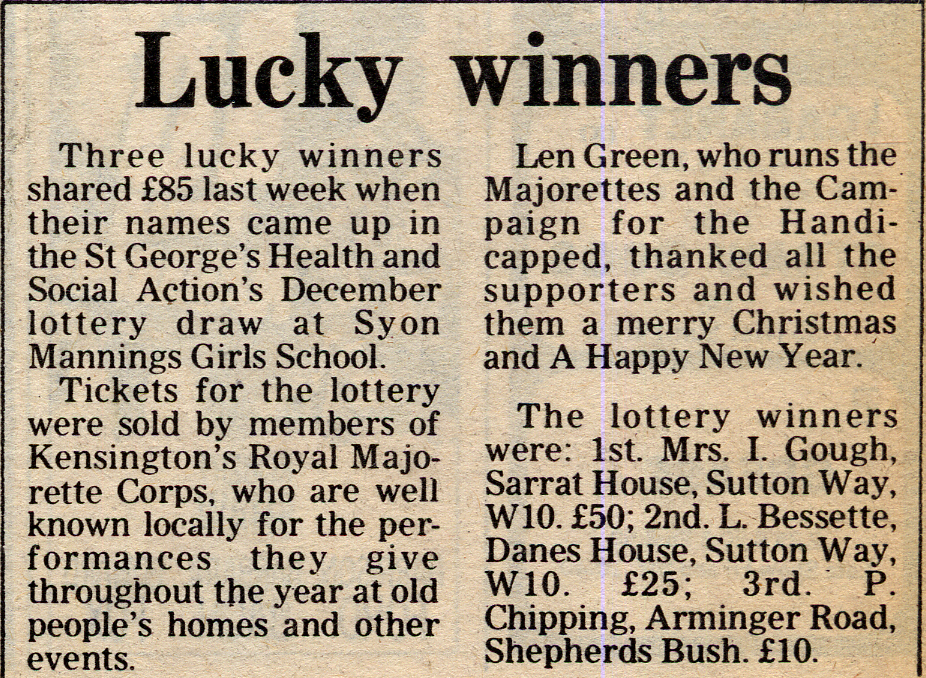 Lucky winners
Three lucky winners
shared £85 last week when
their names came up in
the St George's Health and
Social Action's December
lottery draw at Syon
Mannings Girls School.
Tickets for the lottery
were sold by members of
Kensington's Royal Majo-
rette Corps, who are well
known locally for the per-
formances they give
throughout the year at old
people's homes and other
events.
Len Green, who runs the
Majorettes and the Cam-
paign for the Handi-
capped, thanked all the
supporters and wished
them a merry Christmas
and A Happy New Year.
The lottery winners
were: 1st. Mrs. I. Gough,
Sarrat House, Sutton Way,
W10. £50; 2nd. L. Bessette,
Danes House, Sutton Way,
W10. £25; 3rd. P.
Chipping, Arminger Road,
Shepherds Bush. £10.